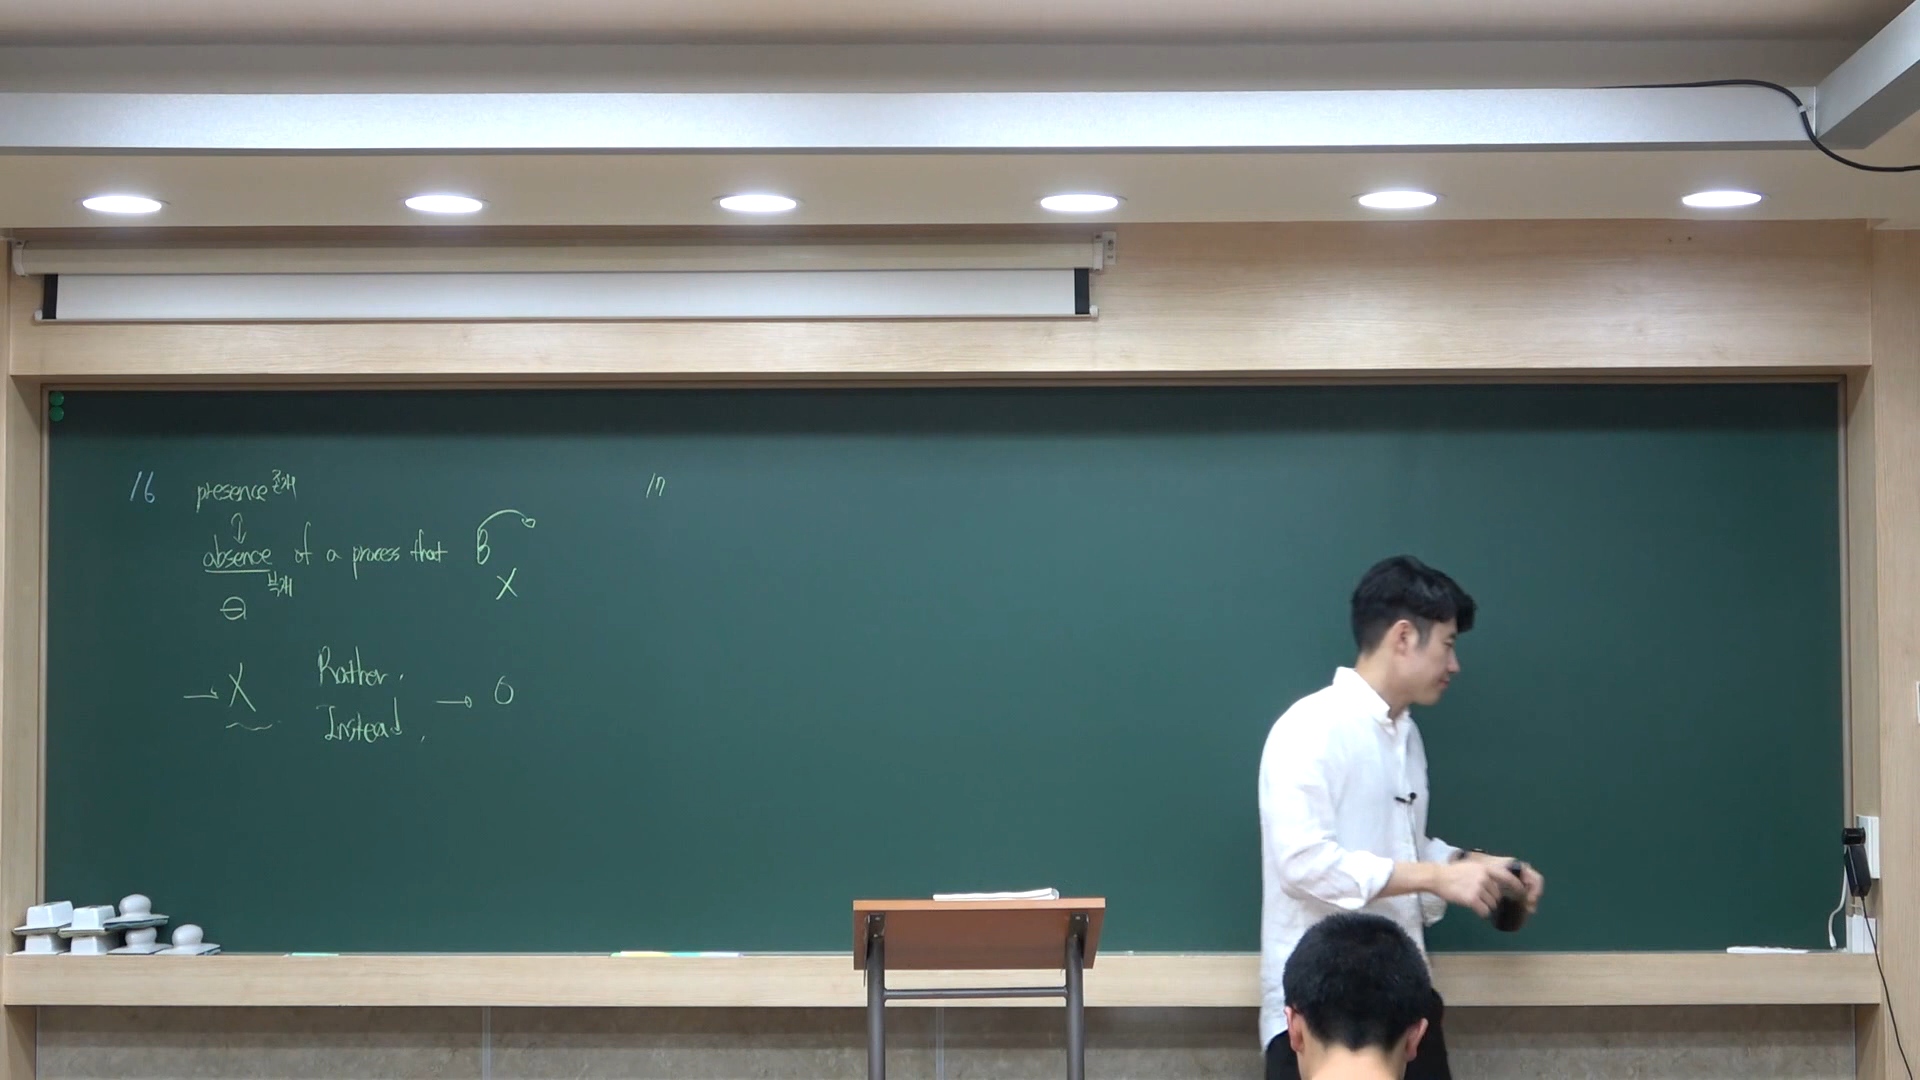 16 presence 존재
↕
absence of a process that B
부재 X
⊖
→ X Rather. → O
Instead,
17